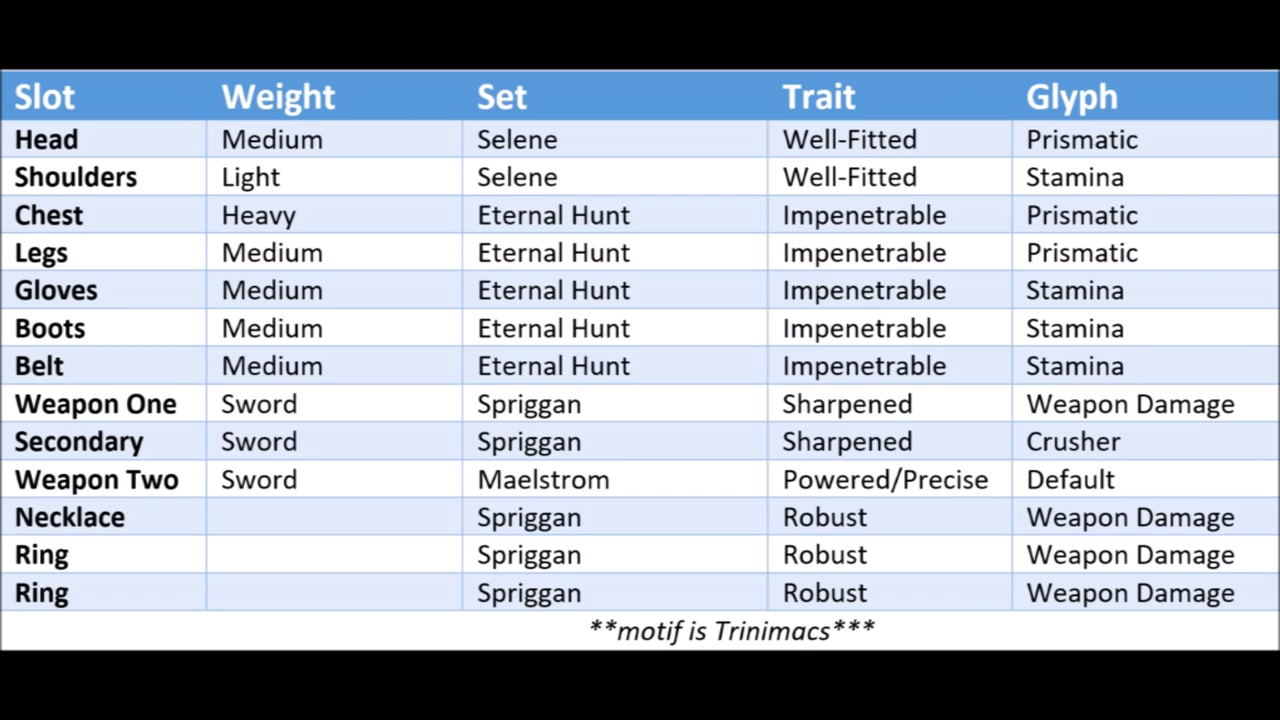 Slot Weight Set Trait Glyph
Head Medium Selene Well-Fitted Prismatic
Shoulders Light Selene Well-Fitted Stamina
Chest Heavy Eternal Hunt Impenetrable Prismatic
Legs Medium Eternal Hunt Impenetrable Prismatic
Gloves Medium Eternal Hunt Impenetrable Stamina
Boots Medium Eternal Hunt Impenetrable Stamina
Belt Medium Eternal Hunt Impenetrable Stamina
Weapon One Sword Spriggan Sharpened Weapon Damage
Secondary Sword Spriggan Sharpened Crusher
Weapon Two Sword Maelstrom Powered/Precise Default
Necklace Spriggan Robust Weapon Damage
Ring Spriggan Robust Weapon Damage
Ring Spriggan Robust Weapon Damage
**motif is Trinimacs***